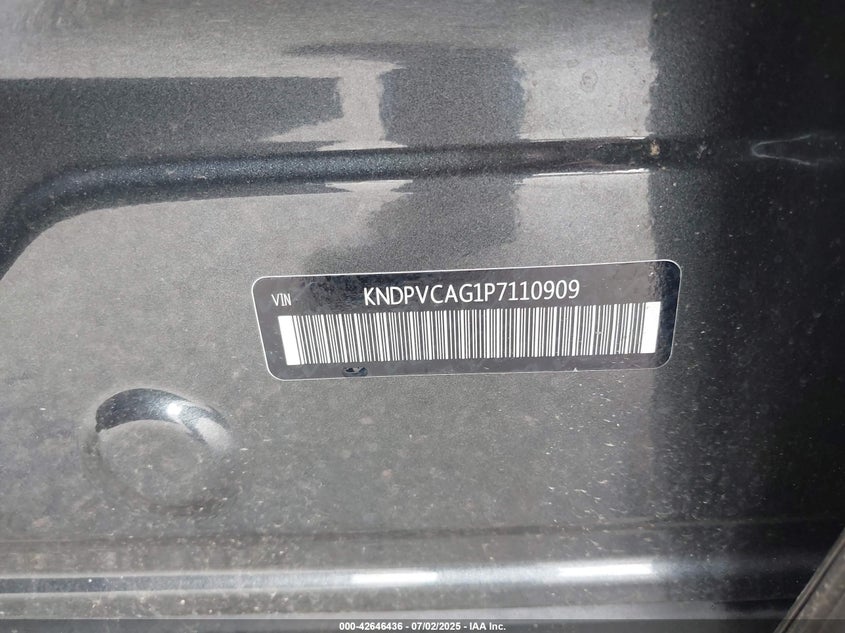 VIN KNDPVCAG1P7110909
000-42646436 - 07/02/2025 - IAA Inc.